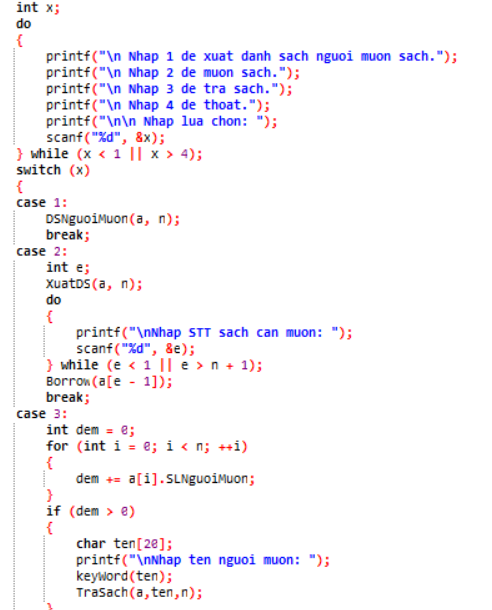 int x;
do
{
printf("\n Nhap 1 de xuat danh sach nguoi muon sach.");
printf("\n Nhap 2 de muon sach.");
printf("\n Nhap 3 de tra sach.");
printf("\n Nhap 4 de thoat.");
printf("\n\n Nhap lua chon: ");
scanf("%d", &x);
} while (x < 1 || x > 4);
switch (x)
{
case 1:
DSNguoiMuon(a, n);
break;
case 2:
int e;
XuatDS(a, n);
do
{
printf("\nNhap STT sach can muon: ");
scanf("%d", &e);
} while (e < 1 || e > n + 1);
Borrow(a[e - 1]);
break;
case 3:
int dem = 0;
for (int i = 0; i < n; ++i)
{
dem += a[i].SLNguoiMuon;
}
if (dem > 0)
{
char ten[20];
printf("\nNhap ten nguoi muon: ");
keyWord(ten);
TraSach(a,ten,n);
}